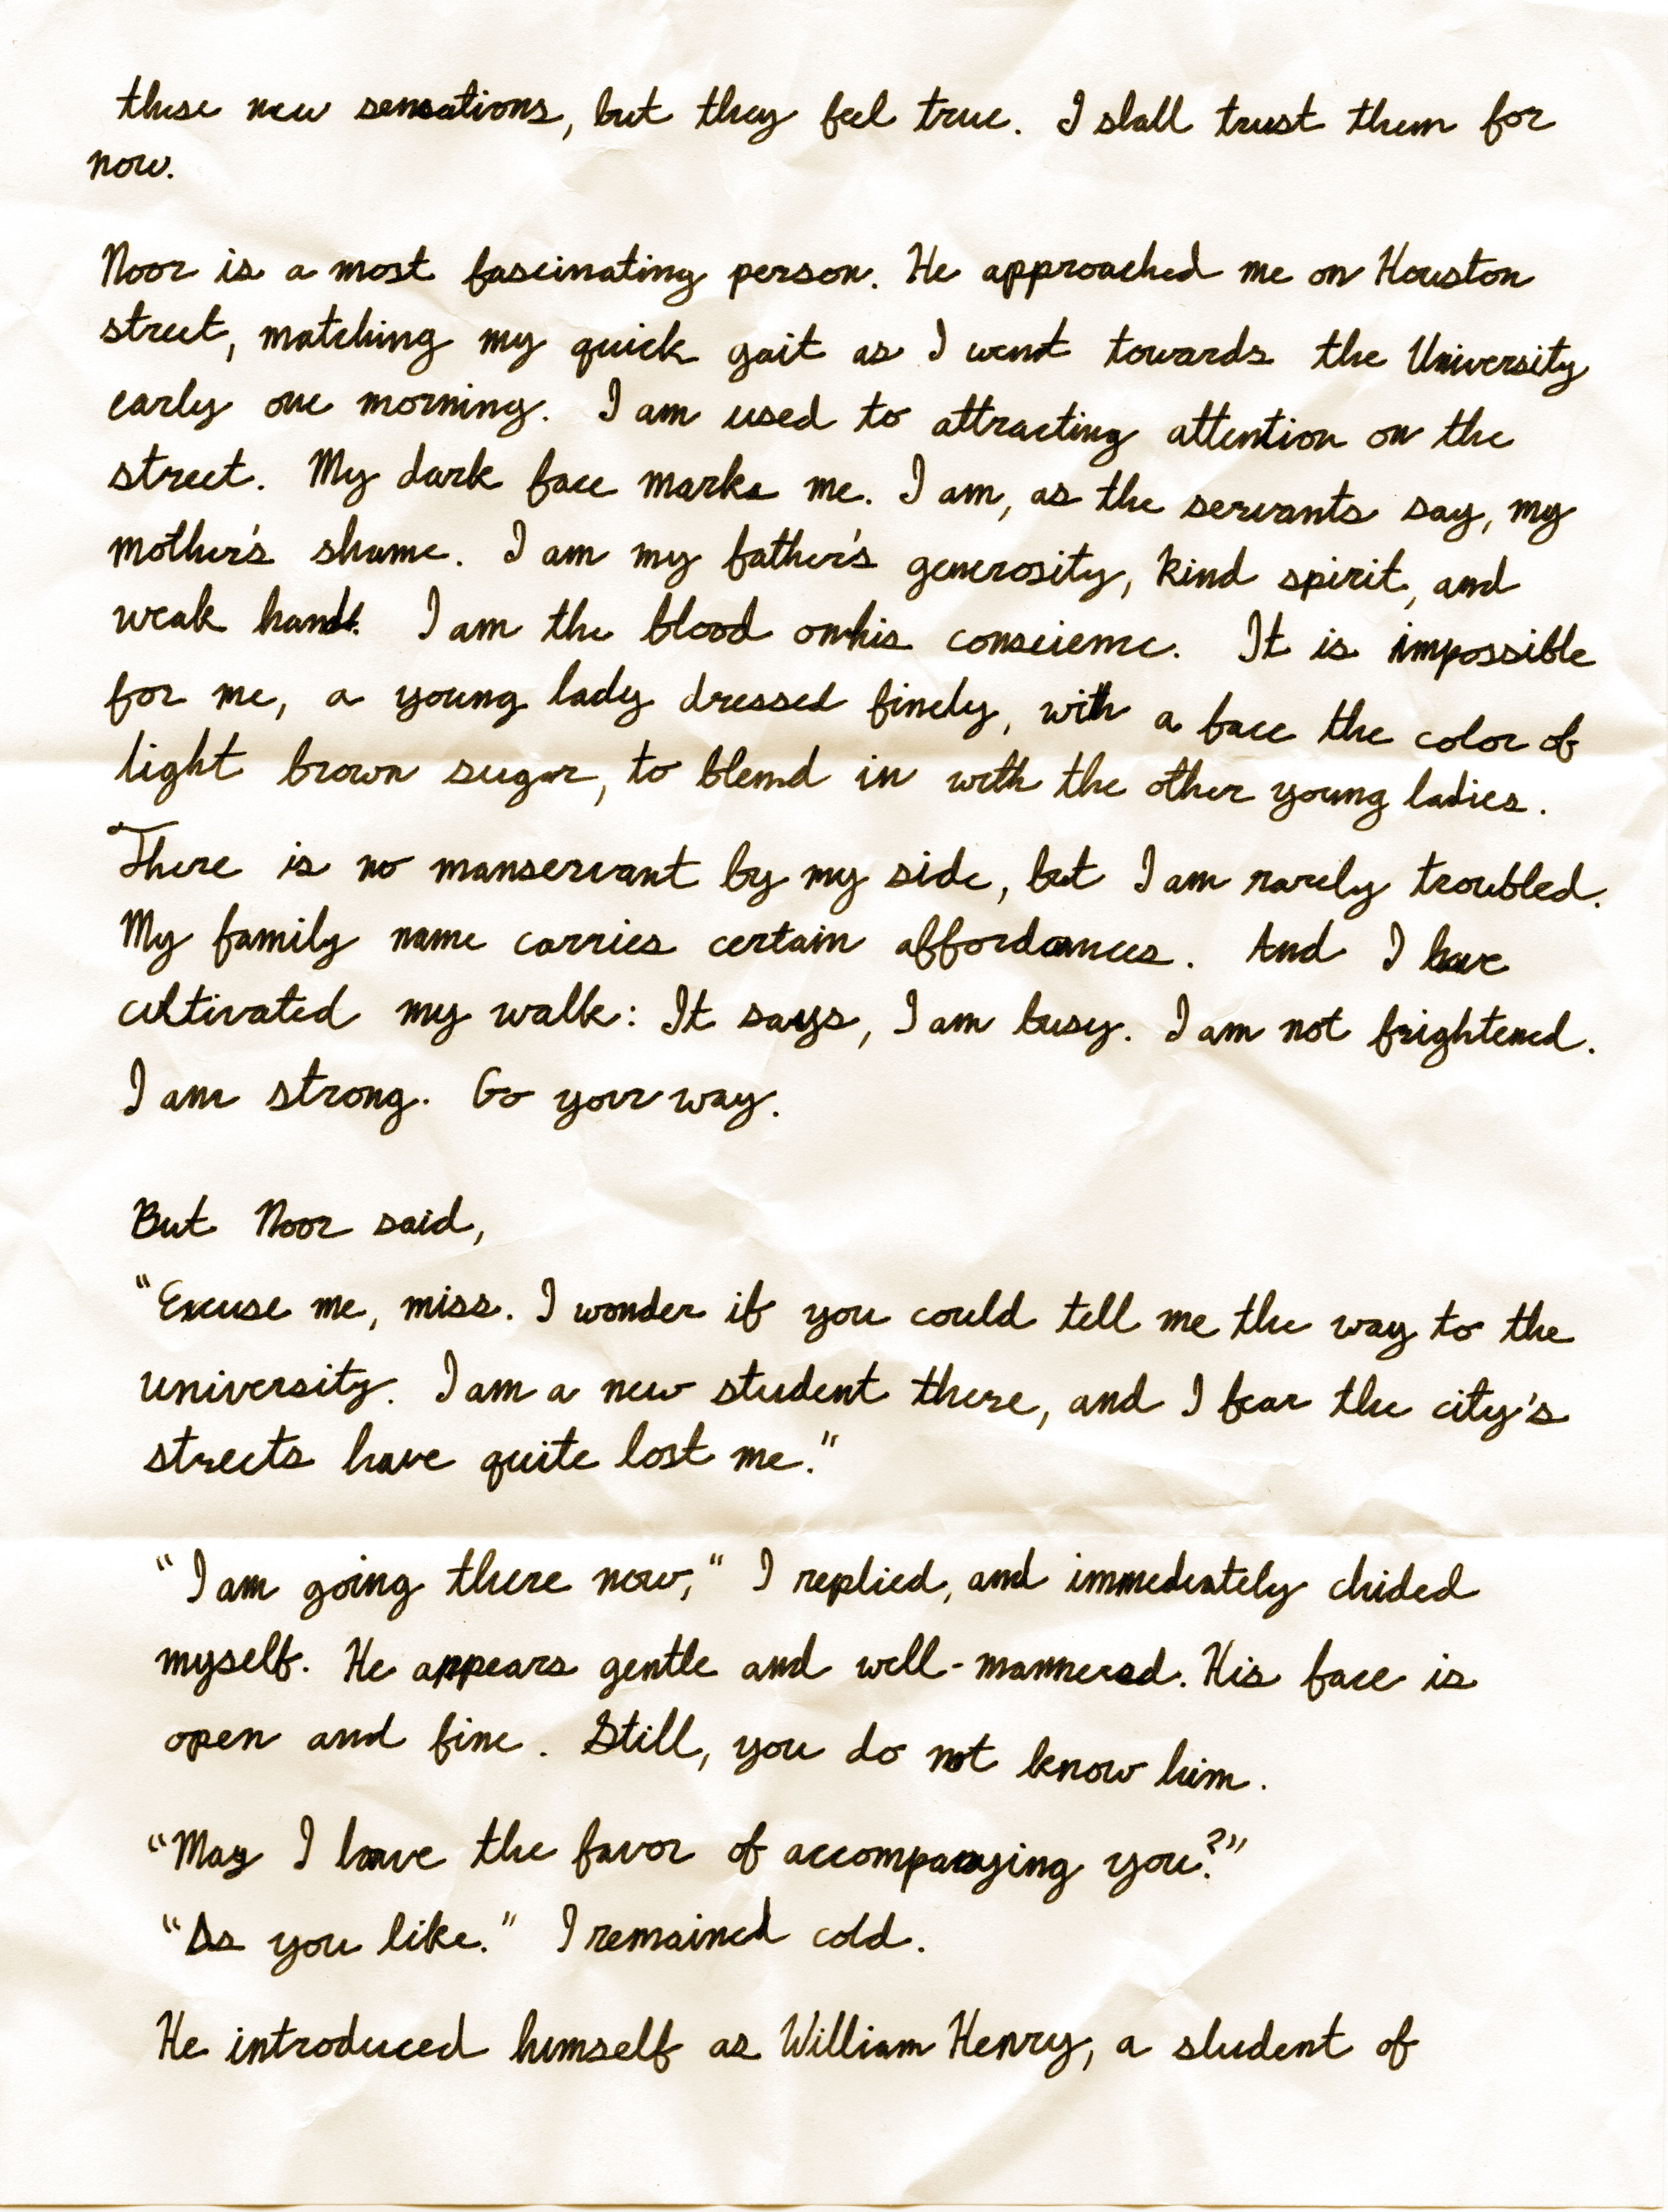 these new sensations, but they feel true. I shall trust them for
now.
Noor is a most fascinating person. He approached me on Houston
street, matching my quick gait as I went towards the University
early one morning. I am used to attracting attention on the
street. My dark face marks me. I am, as the servants say, my
mother's shame. I am my father's generosity, kind spirit, and
weak hands. I am the blood on his conscience. It is impossible
for me, a young lady dressed finely, with a face the color of
light brown sugar, to blend in with the other young ladies.
There is no manservant by my side, but I am rarely troubled.
My family name carries certain affordances. And I have
cultivated my walk: It says, I am busy. I am not frightened.
I am strong. Go your way.
But Noor said,
"Excuse me, miss. I wonder if you could tell me the way to the
university. I am a new student there, and I fear the city's
streets have quite lost me."
"I am going there now," I replied, and immediately chided
myself. He appears gentle and well-mannered. His face is
open and fine. Still, you do not know him.
"May I have the favor of accompanying you?"
"As you like." I remained cold.
He introduced himself as William Henry, a student of